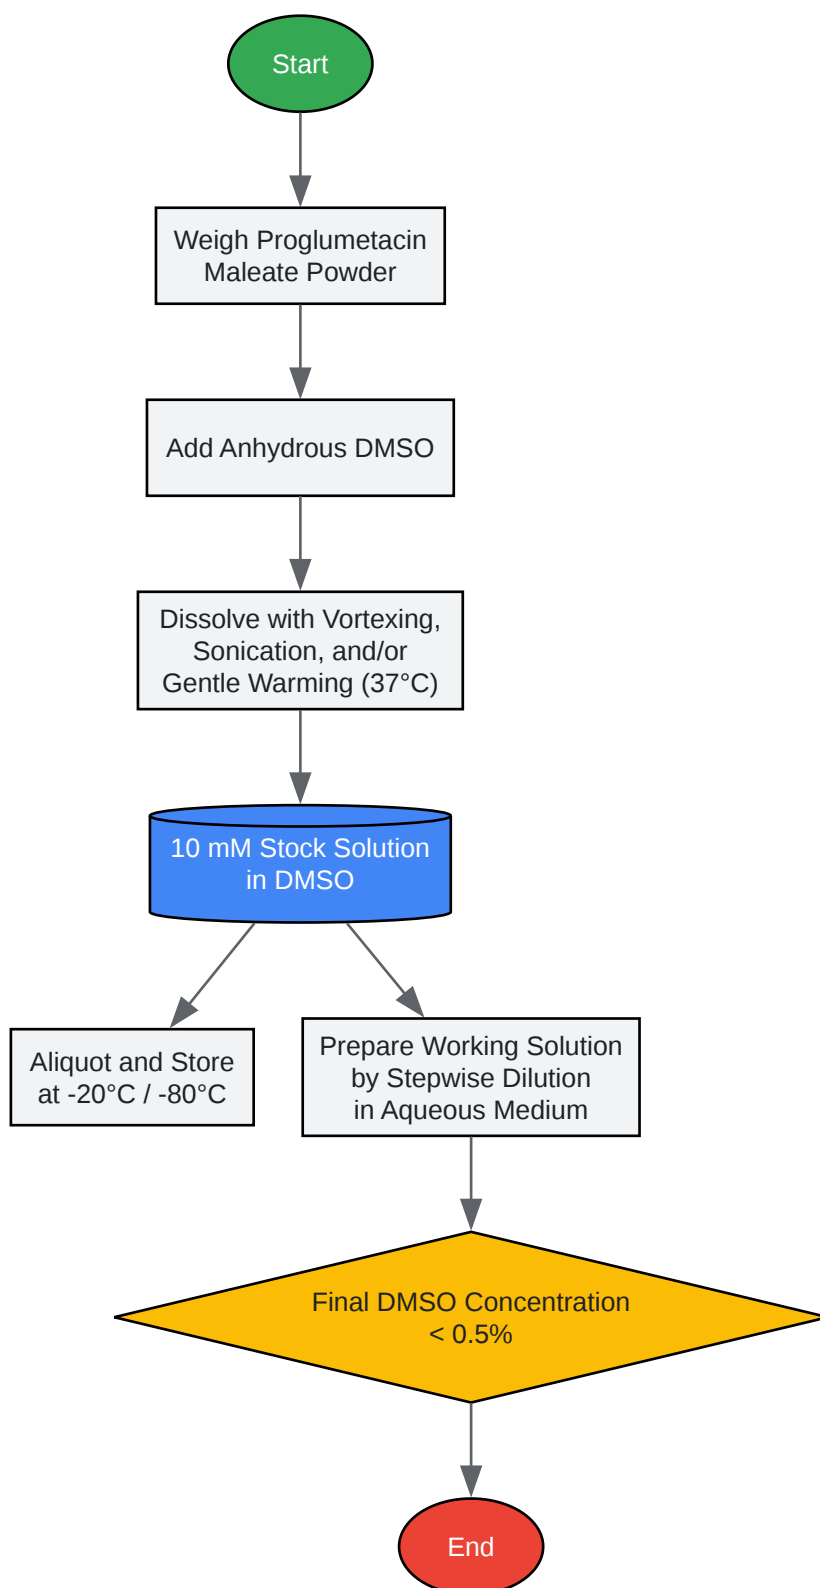 Start
Weigh Proglumetacin
Maleate Powder
Add Anhydrous DMSO
Dissolve with Vortexing,
Sonication, and/or
Gentle Warming (37°C)
10 mM Stock Solution
in DMSO
Aliquot and Store
at -20°C / -80°C
Prepare Working Solution
by Stepwise Dilution
in Aqueous Medium
Final DMSO Concentration
< 0.5%
End